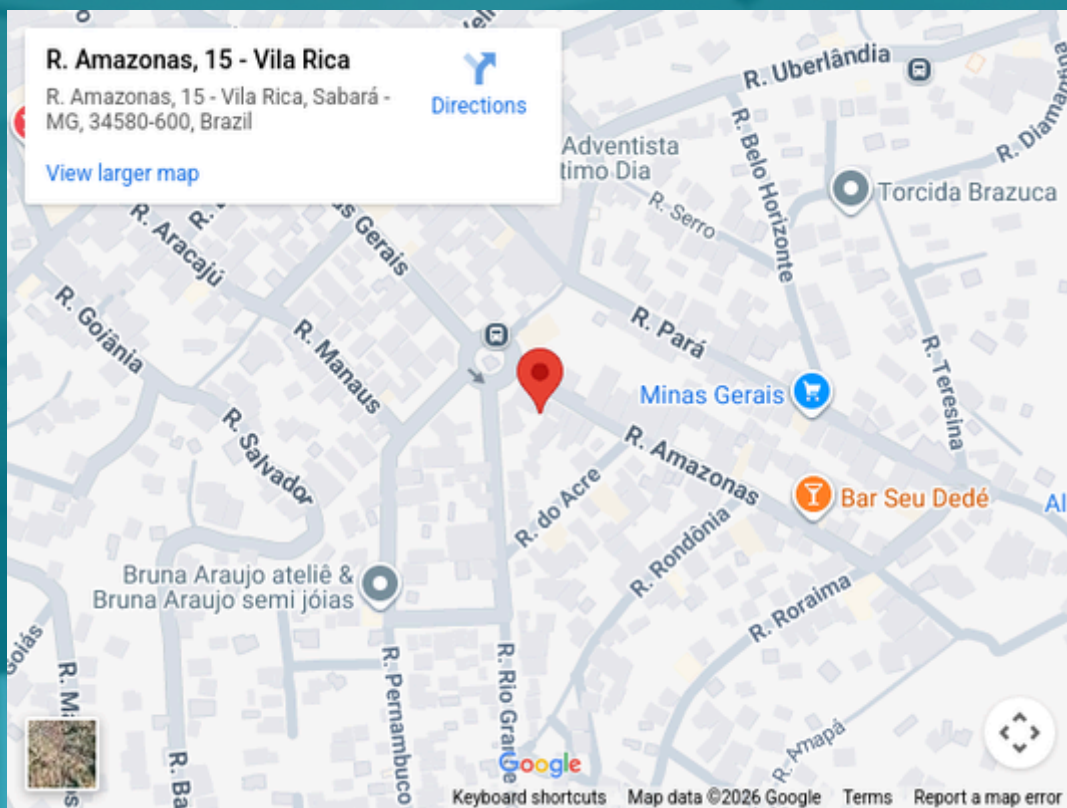 R. Amazonas, 15 - Vila Rica
R. Amazonas, 15 - Vila Rica, Sabará -
MG, 34580-600, Brazil
Directions
View larger map
R. Uberlândia
R. Belo Horizonte
Adventista
timo Dia
R. Serro
Torcida Brazuca
Gerais
R. Aracajú
R. Goiânia
R. Manaus
R. Pará
R. Teresina
Minas Gerais
R. Salvador
R. Amazonas
Bar Seu Dedé
R. do Acre
R. Rondônia
Bruna Araujo ateliê &
Bruna Araujo semi jóias
R. Roraima
Goiás
R. Pernambuco
R. Rio Grande
R. Amapá
Google
Keyboard shortcuts
Map data ©2026 Google
Terms
Report a map error